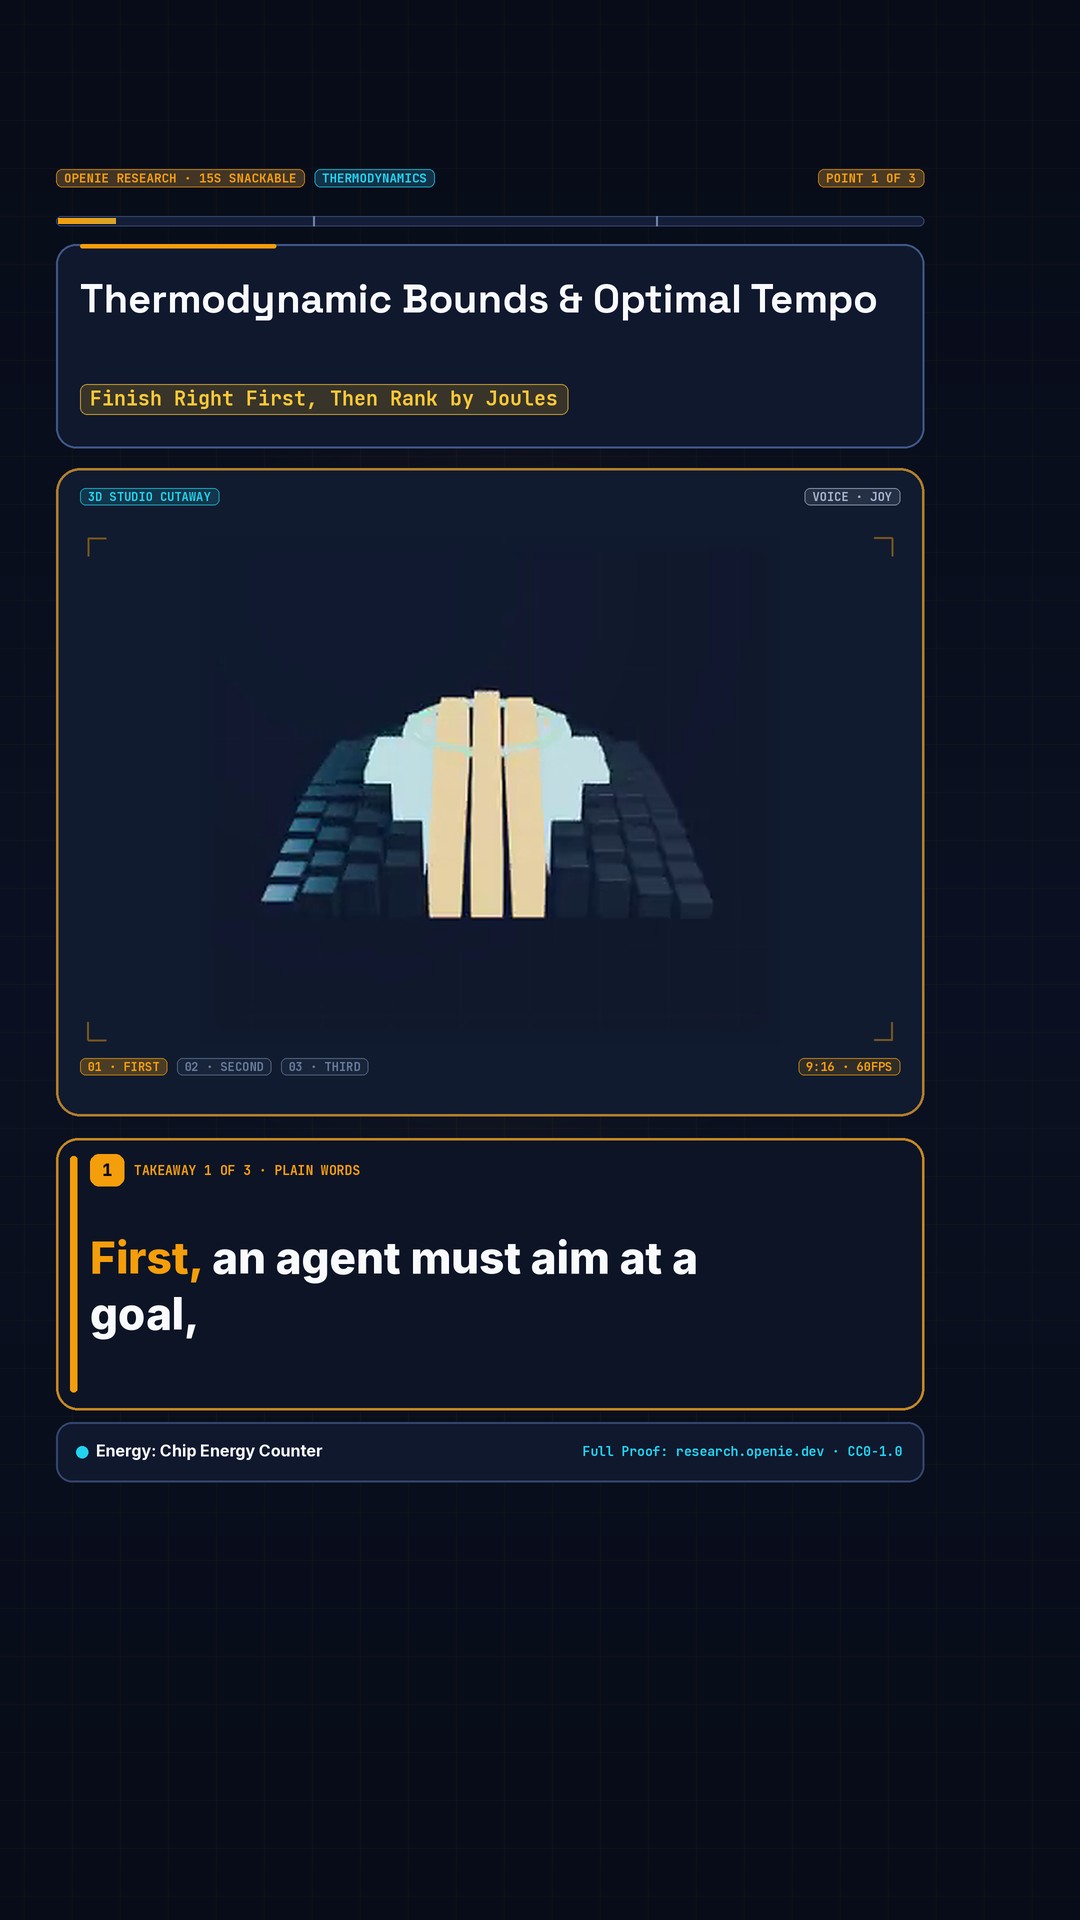 OPENIE RESEARCH · 15S SNACKABLE
THERMODYNAMICS
POINT 1 OF 3
Thermodynamic Bounds & Optimal Tempo
Finish Right First, Then Rank by Joules
3D STUDIO CUTAWAY
VOICE · JOY
01 · FIRST
02 · SECOND
03 · THIRD
9:16 · 60FPS
1
TAKEAWAY 1 OF 3 · PLAIN WORDS
First, an agent must aim at a
goal,
Energy: Chip Energy Counter
Full Proof: research.openie.dev · CC0-1.0